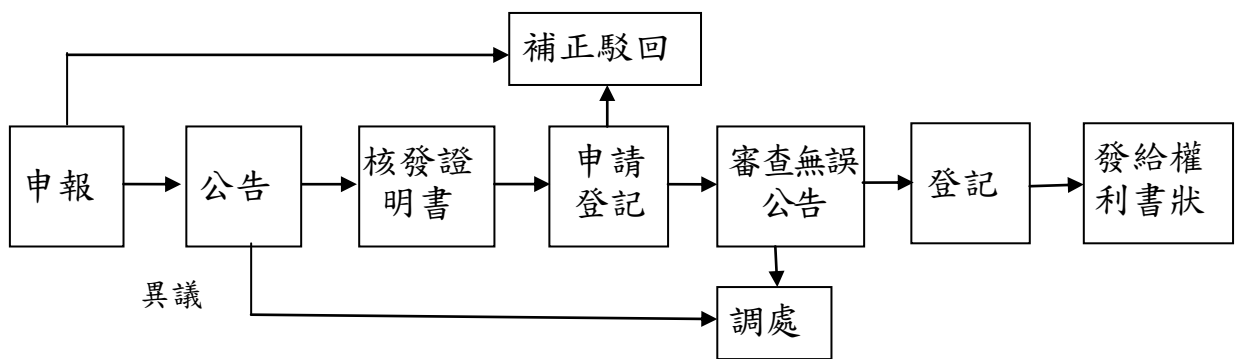 補正駁回
申報
公告
核發證
明書
申請
登記
審查無誤
公告
登記
發給權
利書狀
異議
調處